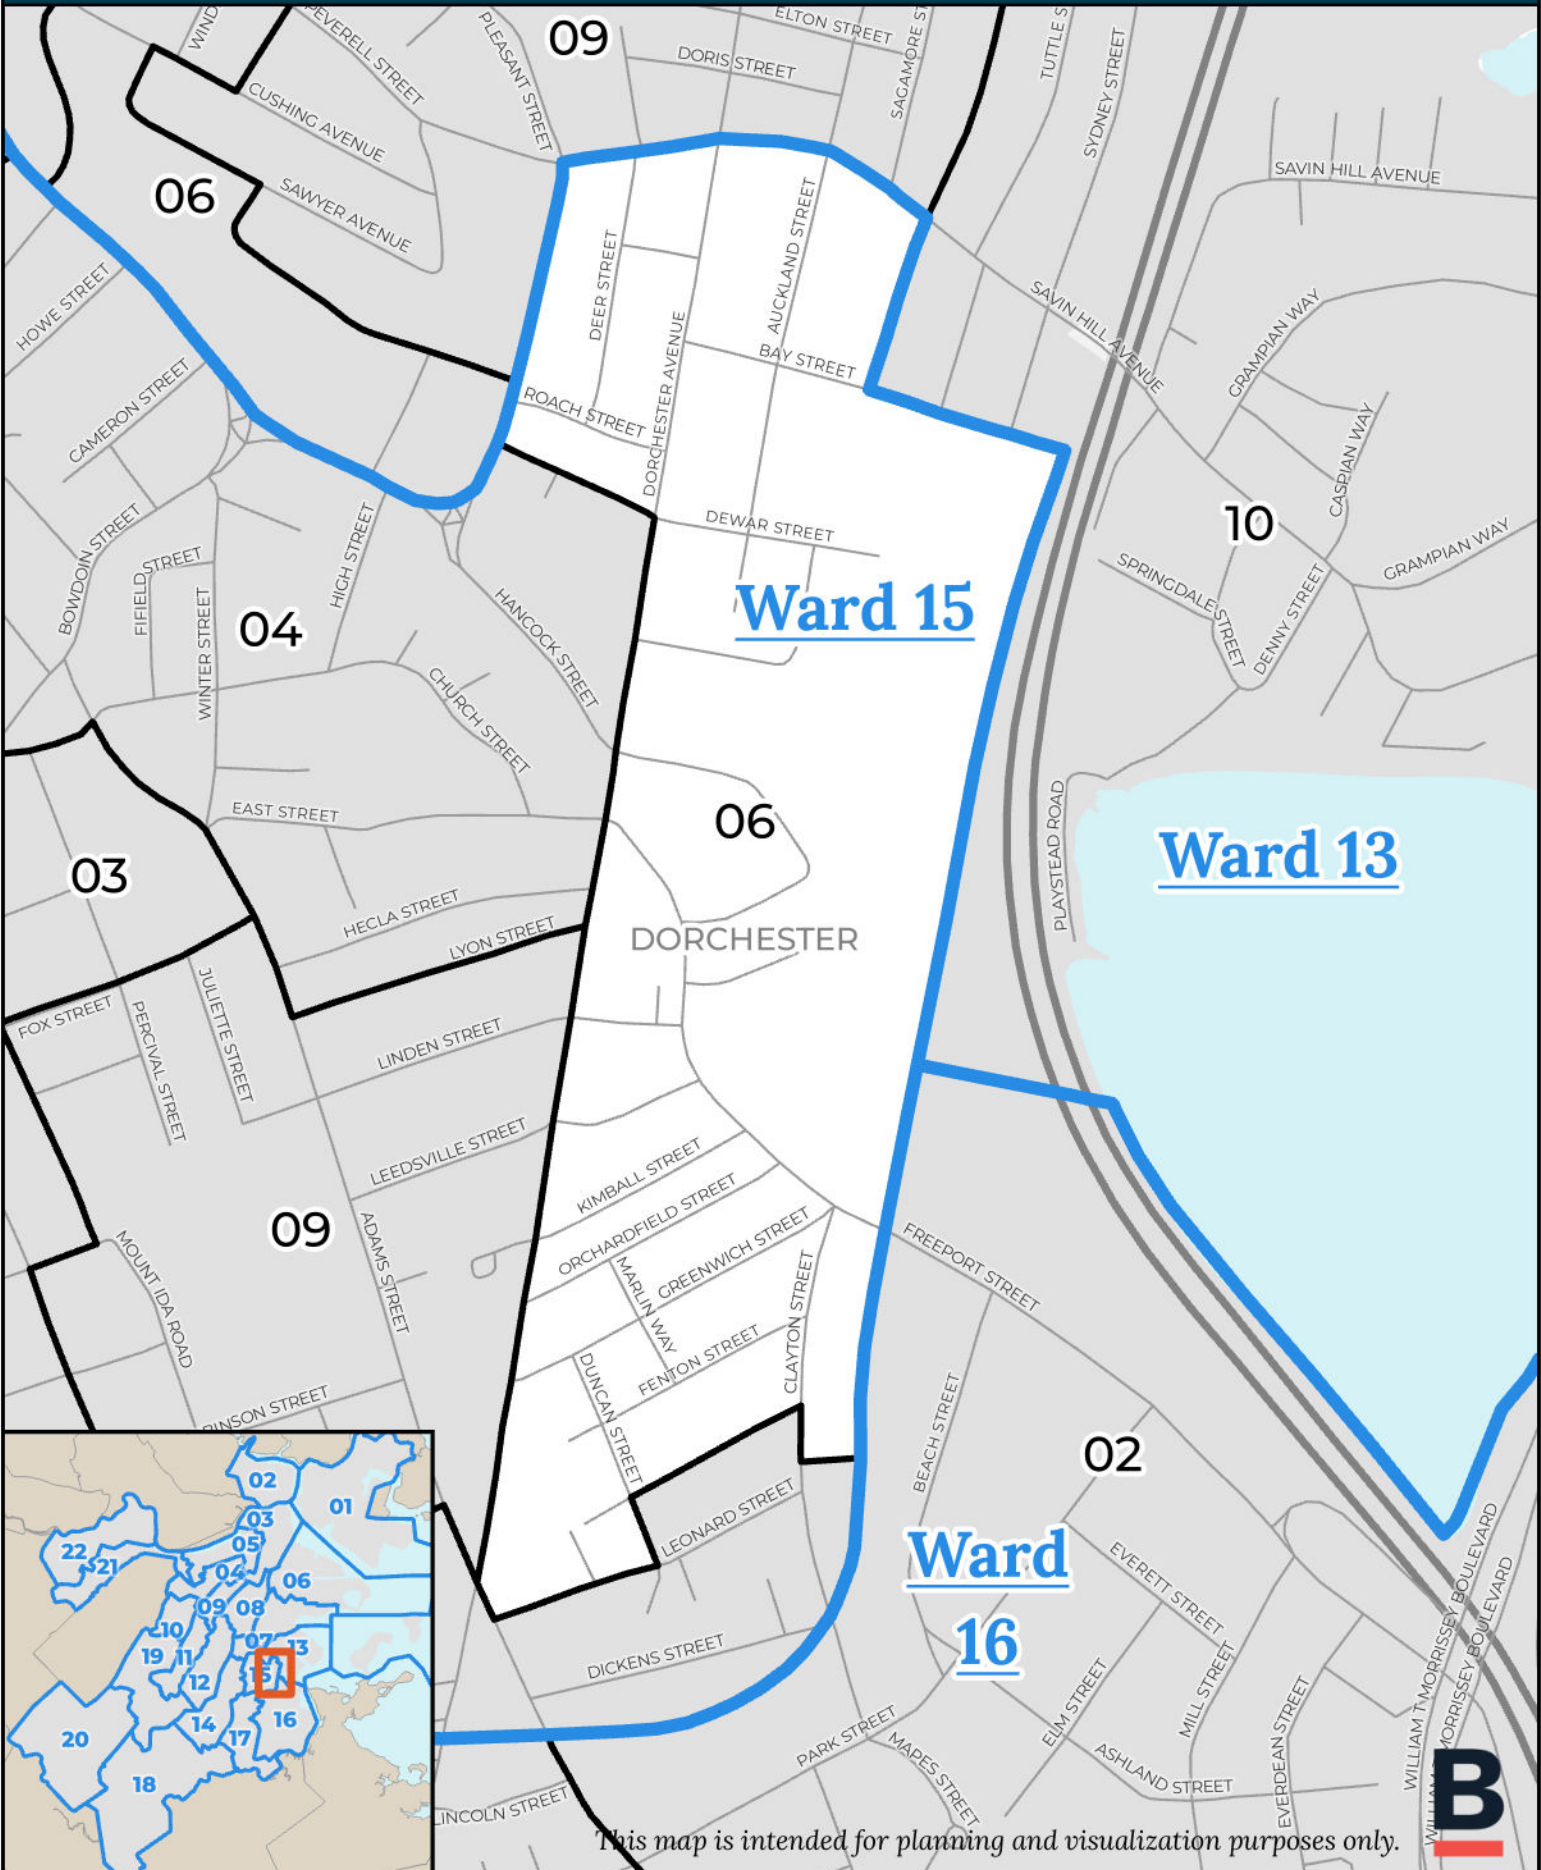 WIND
PEVERELL STREET
PLEASANT STREET
09
ELTON STREET
DORIS STREET
SAGAMORE ST
TUTTLE S
SYDNEY STREET
CUSHING AVENUE
SAWYER AVENUE
06
SAVIN HILL AVENUE
HOWE STREET
DEER STREET
AUCKLAND STREET
DORCHESTER AVENUE
BAY STREET
SAVIN HILL AVENUE
GRAMPIAN WAY
CAMERON STREET
ROACH STREET
CASPIAN WAY
DEWAR STREET
10
BOWDOIN STREET
FIFIELD STREET
HIGH STREET
WINTER STREET
04
HANCOCK STREET
Ward 15
SPRINGDALE STREET
DENNY STREET
GRAMPIAN WAY
CHURCH STREET
EAST STREET
06
PLAYSTEAD ROAD
Ward 13
03
HECLA STREET
LYON STREET
DORCHESTER
FOX STREET
JULIETTE STREET
PERCIVAL STREET
LINDEN STREET
LEEDSVILLE STREET
KIMBALL STREET
ORCHARDFIELD STREET
GREENWICH STREET
09
ADAMS STREET
MOUNT IDA ROAD
MARLIN WAY
FREEPORT STREET
CLAYTON STREET
FENTON STREET
DUNCAN STREET
BINSON STREET
BEACH STREET
02
LEONARD STREET
Ward
16
EVERETT STREET
DICKENS STREET
ELM STREET
MILL STREET
EVERDEAN STREET
WILLIAM T MORRISSEY BOULEVARD
WILLIAM T MORRISSEY BOULEVARD
PARK STREET
MAPES STREET
ASHLAND STREET
LINCOLN STREET
02
01
03
05
22
21
04
06
09
08
10
07
13
19
11
12
15
14
16
17
20
18
B
This map is intended for planning and visualization purposes only.